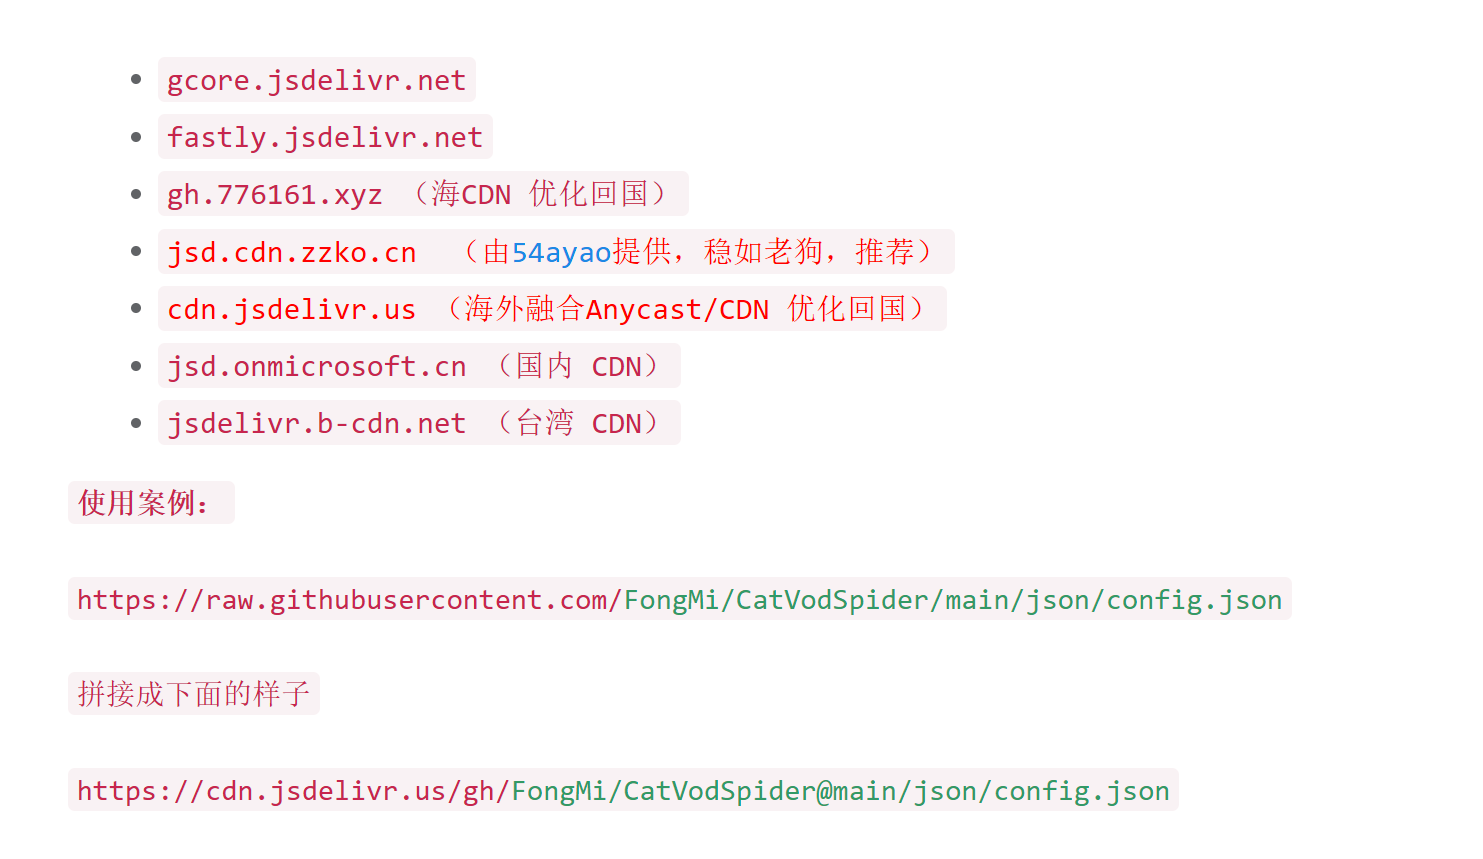 gcore.jsdelivr.net
fastly.jsdelivr.net
gh.776161.xyz （海CDN 优化回国）
jsd.cdn.zzko.cn （由54ayao提供，稳如老狗，推荐）
cdn.jsdelivr.us （海外融合Anycast/CDN 优化回国）
jsd.onmicrosoft.cn （国内 CDN）
jsdelivr.b-cdn.net （台湾 CDN）
使用案例：
https://raw.githubusercontent.com/FongMi/CatVodSpider/main/json/config.json
拼接成下面的样子
https://cdn.jsdelivr.us/gh/FongMi/CatVodSpider@main/json/config.json